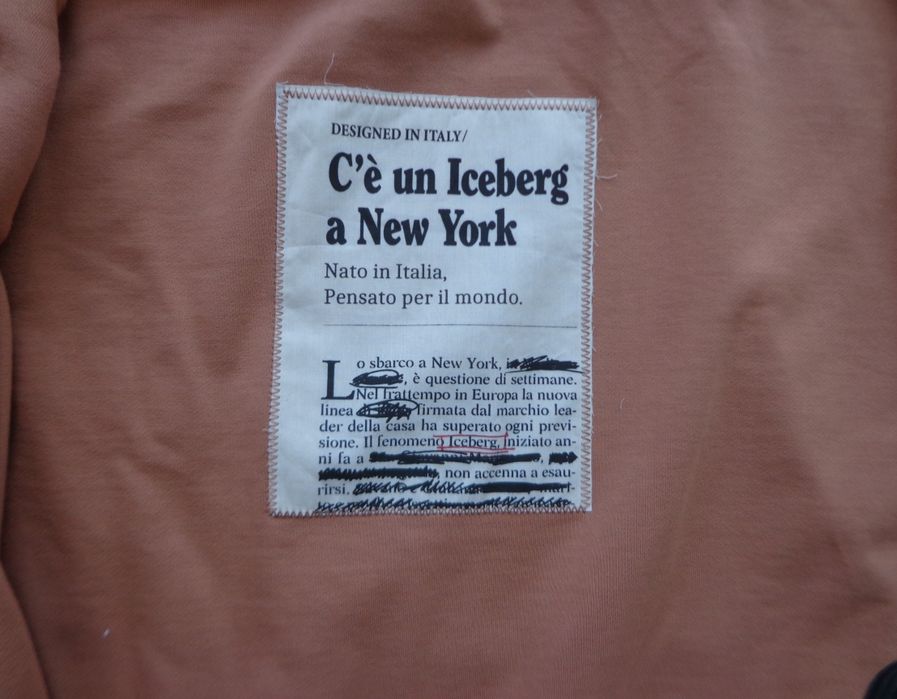 DESIGNED IN ITALY/
C'è un Iceberg
a New York
Nato in Italia,
Pensato per il mondo.
Lo sbarco a New York,
, è questione di settimane.
Nel frattempo in Europa la nuova
linea firmata dal marchio lea-
der della casa ha superato ogni previ-
sione. Il fenomeno Iceberg, iniziato an-
ni fa a
, non accenna a esau-
rirsi.